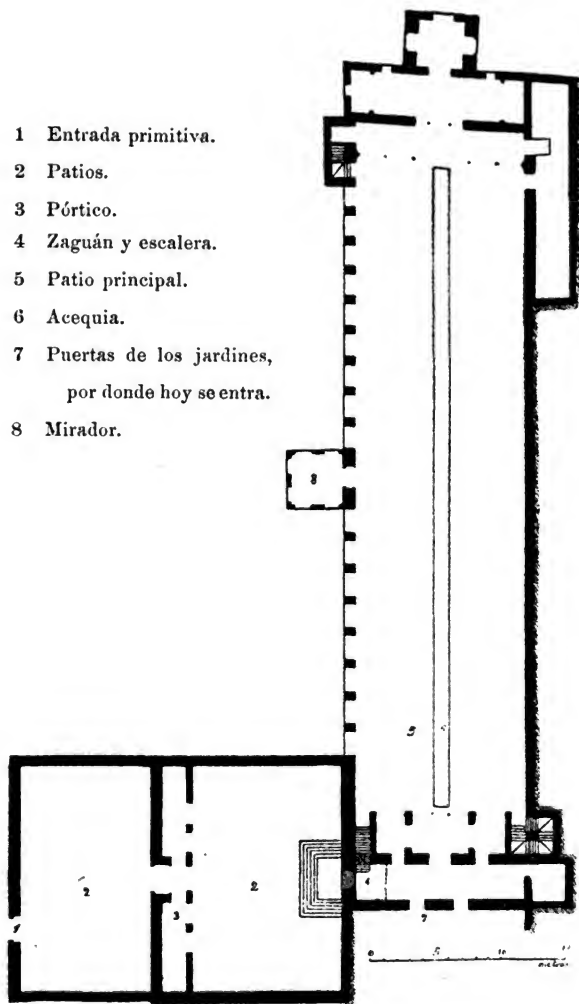 1 Entrada primitiva.
2 Patios.
3 Pórtico.
4 Zaguán y escalera.
5 Patio principal.
6 Acequia.
7 Puertas de los jardines,
por donde hoy se entra.
8 Mirador.
8
5
4
1
2
3
2
7
0 5 10
metros